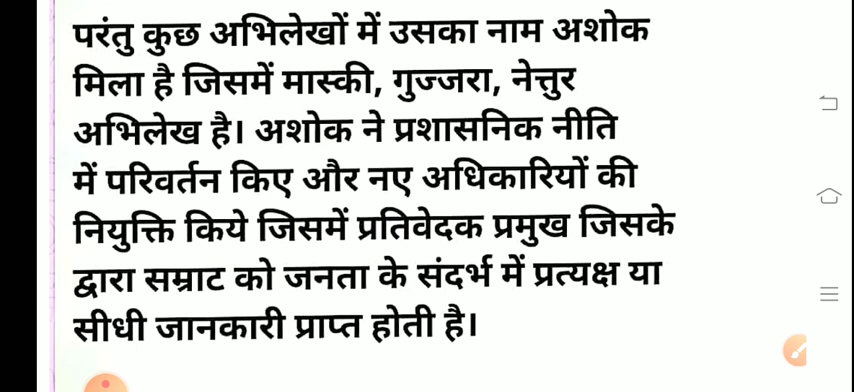 परंतु कुछ अभिलेखों में उसका नाम अशोक
मिला है जिसमें मास्की, गुज्जरा, नेत्तुर
अभिलेख है। अशोक ने प्रशासनिक नीति
में परिवर्तन किए और नए अधिकारियों की
नियुक्ति किये जिसमें प्रतिवेदक प्रमुख जिसके
द्वारा सम्राट को जनता के संदर्भ में प्रत्यक्ष या
सीधी जानकारी प्राप्त होती है।